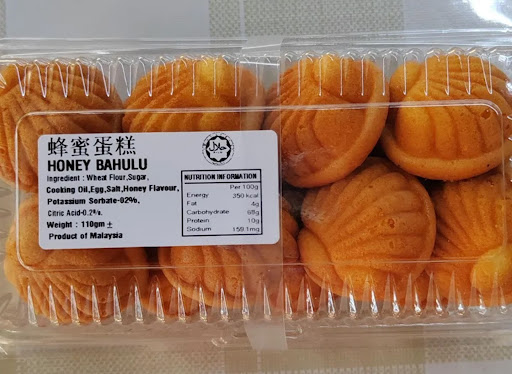 蜂蜜蛋糕
HONEY BAHULU
Ingredient : Wheat Flour,Sugar,
Cooking Oil,Egg,Salt,Honey Flavour,
Potassium Sorbate-02%,
Citric Acid-0.2%.
Weight : 110gm ±
Product of Malaysia
حلال
NUTRITION INFORMATION
Per 100g
Energy 350 kcal
Fat 4g
Carbohydrate 68g
Protein 10g
Sodium 159.1mg